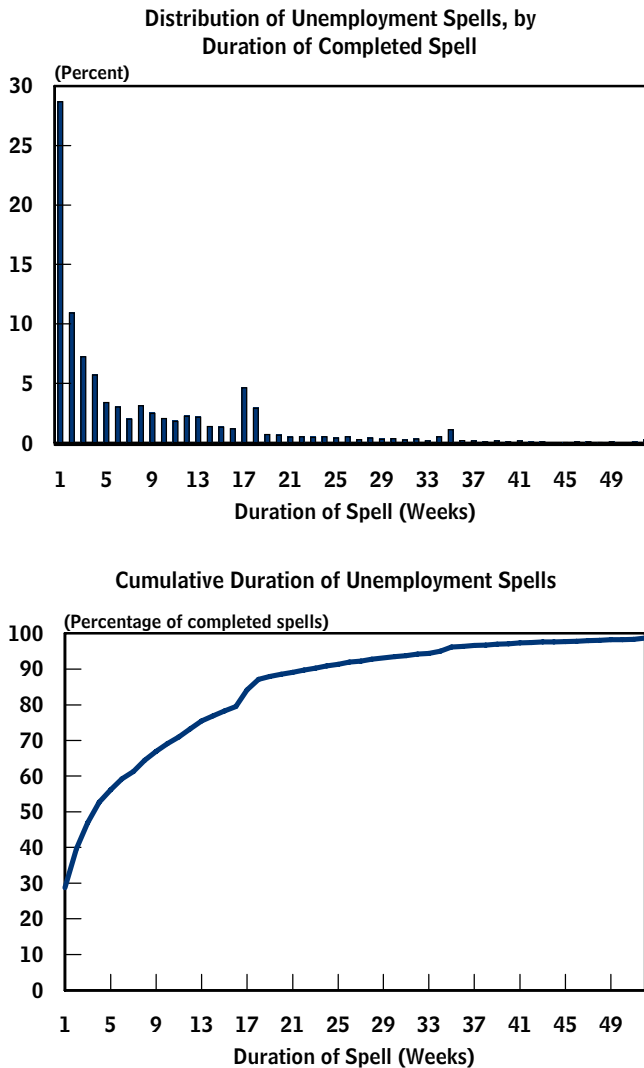 Distribution of Unemployment Spells, by
Duration of Completed Spell
(Percent)
30
25
20
15
10
5
0
1 5 9 13 17 21 25 29 33 37 41 45 49
Duration of Spell (Weeks)
Cumulative Duration of Unemployment Spells
(Percentage of completed spells)
100
90
80
70
60
50
40
30
20
10
0
1 5 9 13 17 21 25 29 33 37 41 45 49
Duration of Spell (Weeks)